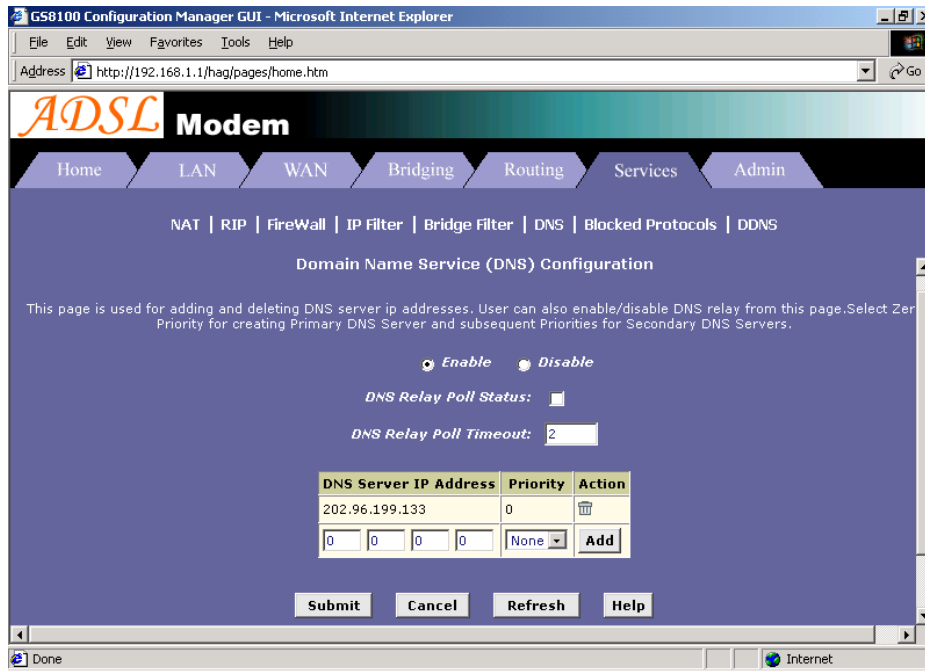 GS8100 Configuration Manager GUI - Microsoft Internet Explorer
File Edit View Favorites Tools Help
Address http://192.168.1.1/hag/pages/home.htm Go
ADSL Modem
Home LAN WAN Bridging Routing Services Admin
NAT | RIP | FireWall | IP Filter | Bridge Filter | DNS | Blocked Protocols | DDNS
Domain Name Service (DNS) Configuration
This page is used for adding and deleting DNS server ip addresses. User can also enable/disable DNS relay from this page.Select Zer
Priority for creating Primary DNS Server and subsequent Priorities for Secondary DNS Servers.
Enable Disable
DNS Relay Poll Status:
DNS Relay Poll Timeout: 2
DNS Server IP Address Priority Action
202.96.199.133 0
0 0 0 0 None Add
Submit Cancel Refresh Help
Done Internet